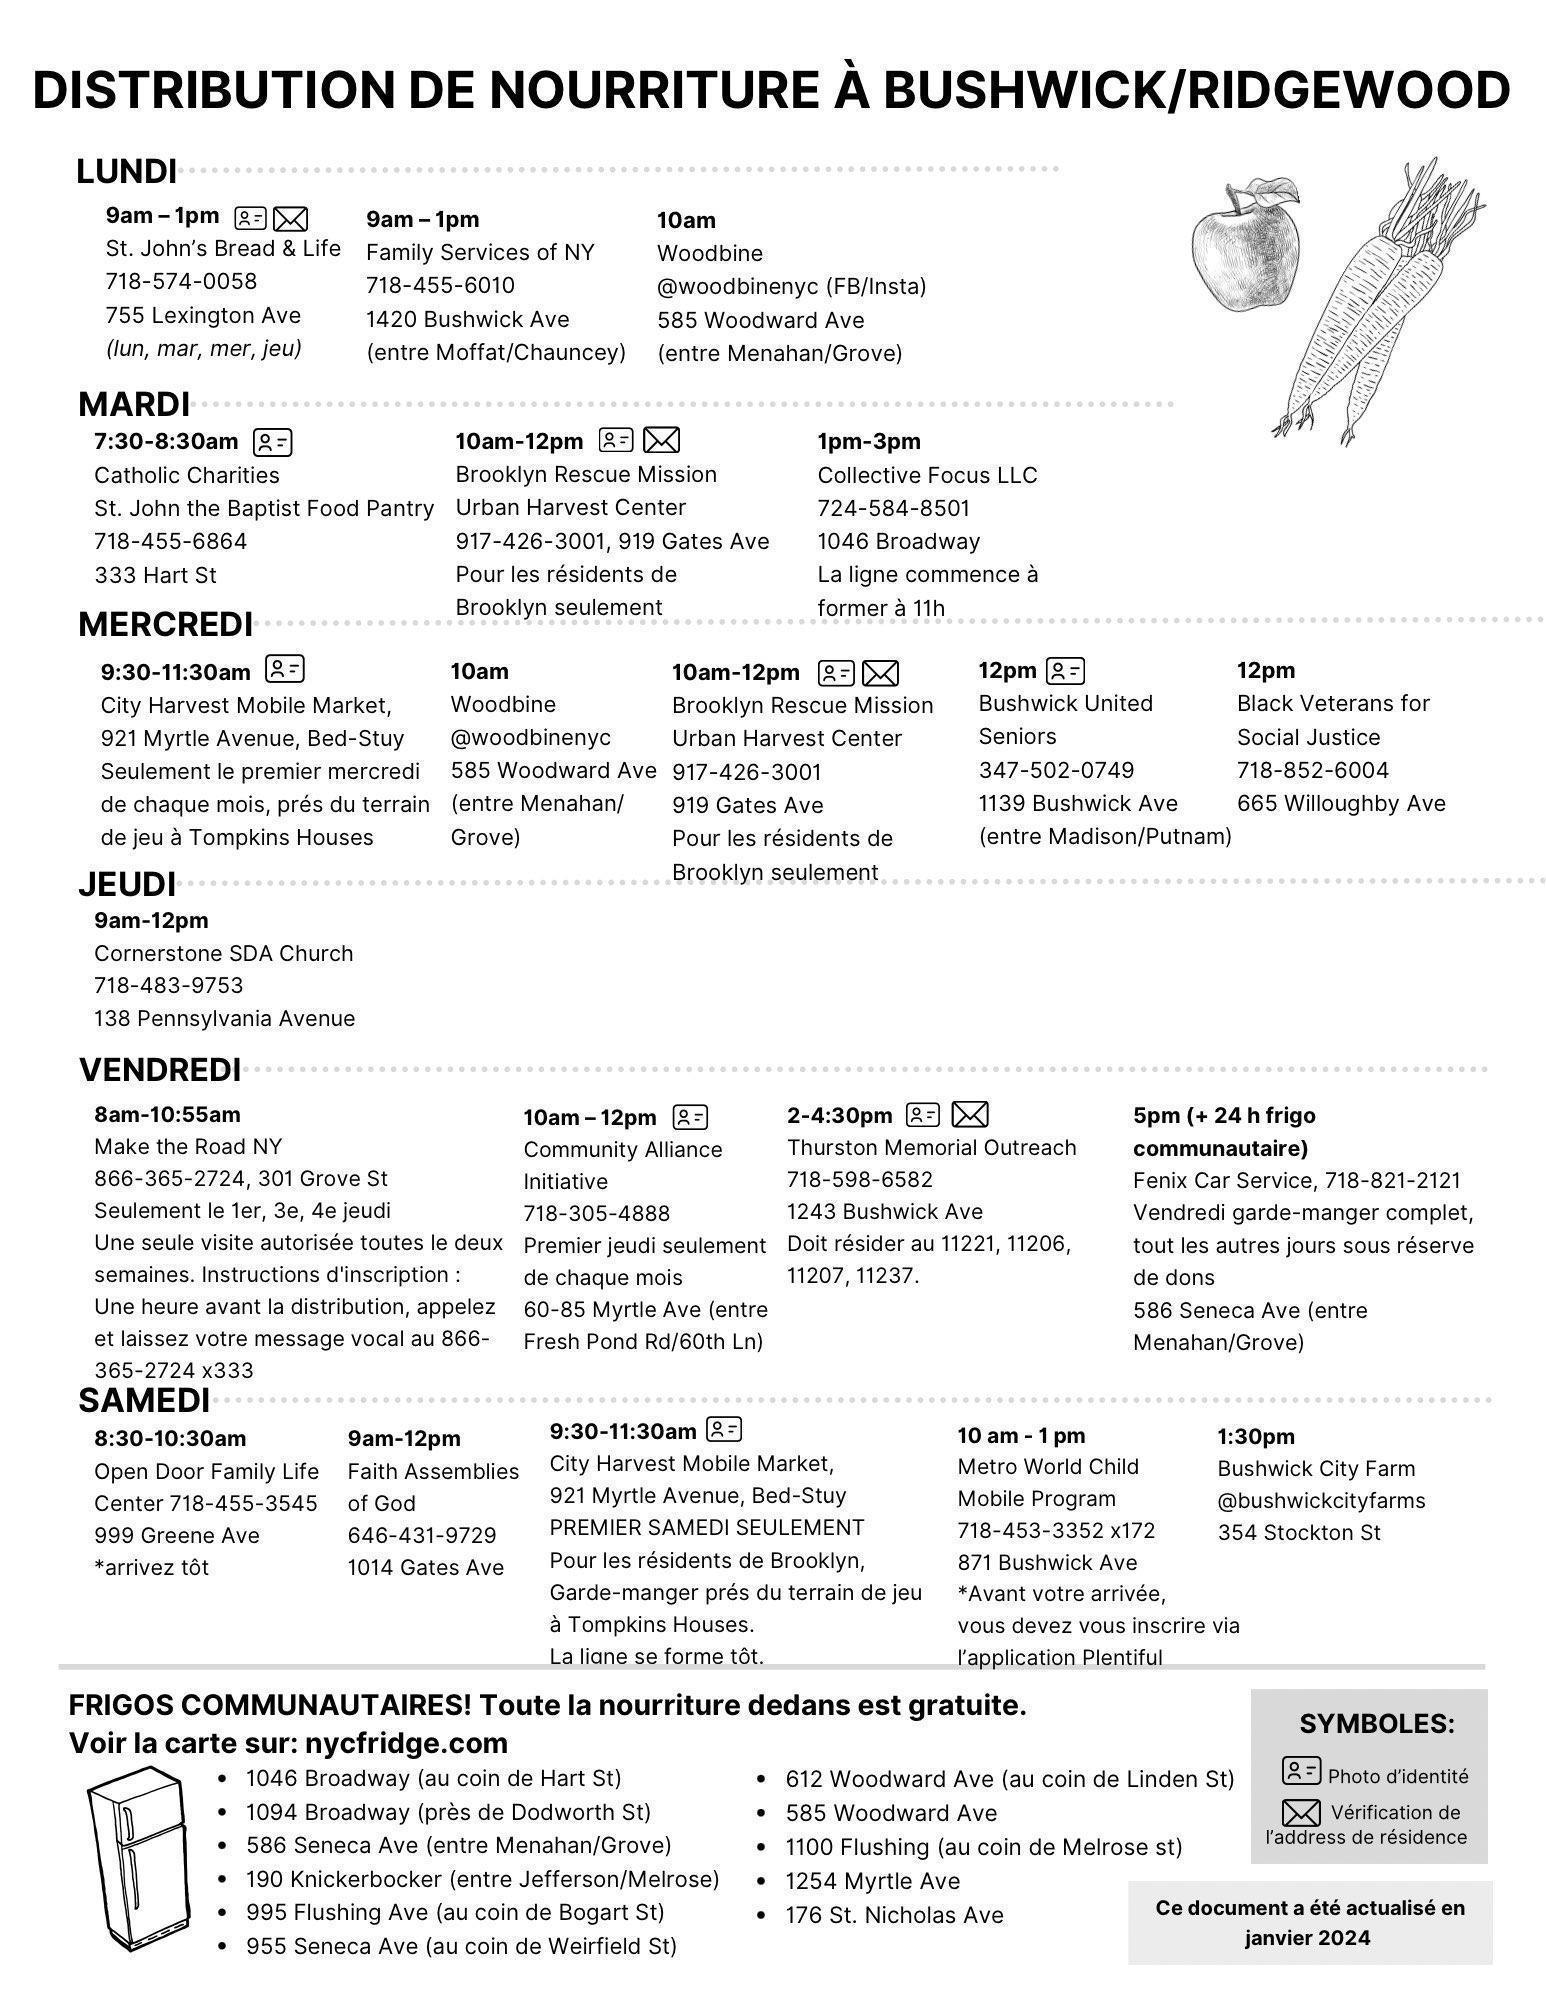 DISTRIBUTION DE NOURRITURE À BUSHWICK/RIDGEWOOD
LUNDI
9am – 1pm
St. John’s Bread & Life
718-574-0058
755 Lexington Ave
(lun, mar, mer, jeu)
9am – 1pm
Family Services of NY
718-455-6010
1420 Bushwick Ave
(entre Moffat/Chauncey)
10am
Woodbine
@woodbinenyc (FB/Insta)
585 Woodward Ave
(entre Menahan/Grove)
MARDI
7:30-8:30am
Catholic Charities
St. John the Baptist Food Pantry
718-455-6864
333 Hart St
10am-12pm
Brooklyn Rescue Mission
Urban Harvest Center
917-426-3001, 919 Gates Ave
Pour les résidents de
Brooklyn seulement
1pm-3pm
Collective Focus LLC
724-584-8501
1046 Broadway
La ligne commence à
former à 11h
MERCREDI
9:30-11:30am
City Harvest Mobile Market,
921 Myrtle Avenue, Bed-Stuy
Seulement le premier mercredi
de chaque mois, prés du terrain
de jeu à Tompkins Houses
10am
Woodbine
@woodbinenyc
585 Woodward Ave
(entre Menahan/
Grove)
10am-12pm
Brooklyn Rescue Mission
Urban Harvest Center
917-426-3001
919 Gates Ave
Pour les résidents de
Brooklyn seulement
12pm
Bushwick United
Seniors
347-502-0749
1139 Bushwick Ave
(entre Madison/Putnam)
12pm
Black Veterans for
Social Justice
718-852-6004
665 Willoughby Ave
JEUDI
9am-12pm
Cornerstone SDA Church
718-483-9753
138 Pennsylvania Avenue
VENDREDI
8am-10:55am
Make the Road NY
866-365-2724, 301 Grove St
Seulement le 1er, 3e, 4e jeudi
Une seule visite autorisée toutes le deux
semaines. Instructions d'inscription :
Une heure avant la distribution, appelez
et laissez votre message vocal au 866-
365-2724 x333
10am – 12pm
Community Alliance
Initiative
718-305-4888
Premier jeudi seulement
de chaque mois
60-85 Myrtle Ave (entre
Fresh Pond Rd/60th Ln)
2-4:30pm
Thurston Memorial Outreach
718-598-6582
1243 Bushwick Ave
Doit résider au 11221, 11206,
11207, 11237.
5pm (+ 24 h frigo
communautaire)
Fenix Car Service, 718-821-2121
Vendredi garde-manger complet,
tout les autres jours sous réserve
de dons
586 Seneca Ave (entre
Menahan/Grove)
SAMEDI
8:30-10:30am
Open Door Family Life
Center 718-455-3545
999 Greene Ave
*arrivez tôt
9am-12pm
Faith Assemblies
of God
646-431-9729
1014 Gates Ave
9:30-11:30am
City Harvest Mobile Market,
921 Myrtle Avenue, Bed-Stuy
PREMIER SAMEDI SEULEMENT
Pour les résidents de Brooklyn,
Garde-manger prés du terrain de jeu
à Tompkins Houses.
La ligne se forme tôt.
10 am - 1 pm
Metro World Child
Mobile Program
718-453-3352 x172
871 Bushwick Ave
*Avant votre arrivée,
vous devez vous inscrire via
l’application Plentiful
1:30pm
Bushwick City Farm
@bushwickcityfarms
354 Stockton St
FRIGOS COMMUNAUTAIRES! Toute la nourriture dedans est gratuite.
Voir la carte sur: nycfridge.com
• 1046 Broadway (au coin de Hart St)
• 1094 Broadway (près de Dodworth St)
• 586 Seneca Ave (entre Menahan/Grove)
• 190 Knickerbocker (entre Jefferson/Melrose)
• 995 Flushing Ave (au coin de Bogart St)
• 955 Seneca Ave (au coin de Weirfield St)
• 612 Woodward Ave (au coin de Linden St)
• 585 Woodward Ave
• 1100 Flushing (au coin de Melrose st)
• 1254 Myrtle Ave
• 176 St. Nicholas Ave
SYMBOLES:
Photo d’identité
Vérification de
l’address de résidence
Ce document a été actualisé en
janvier 2024